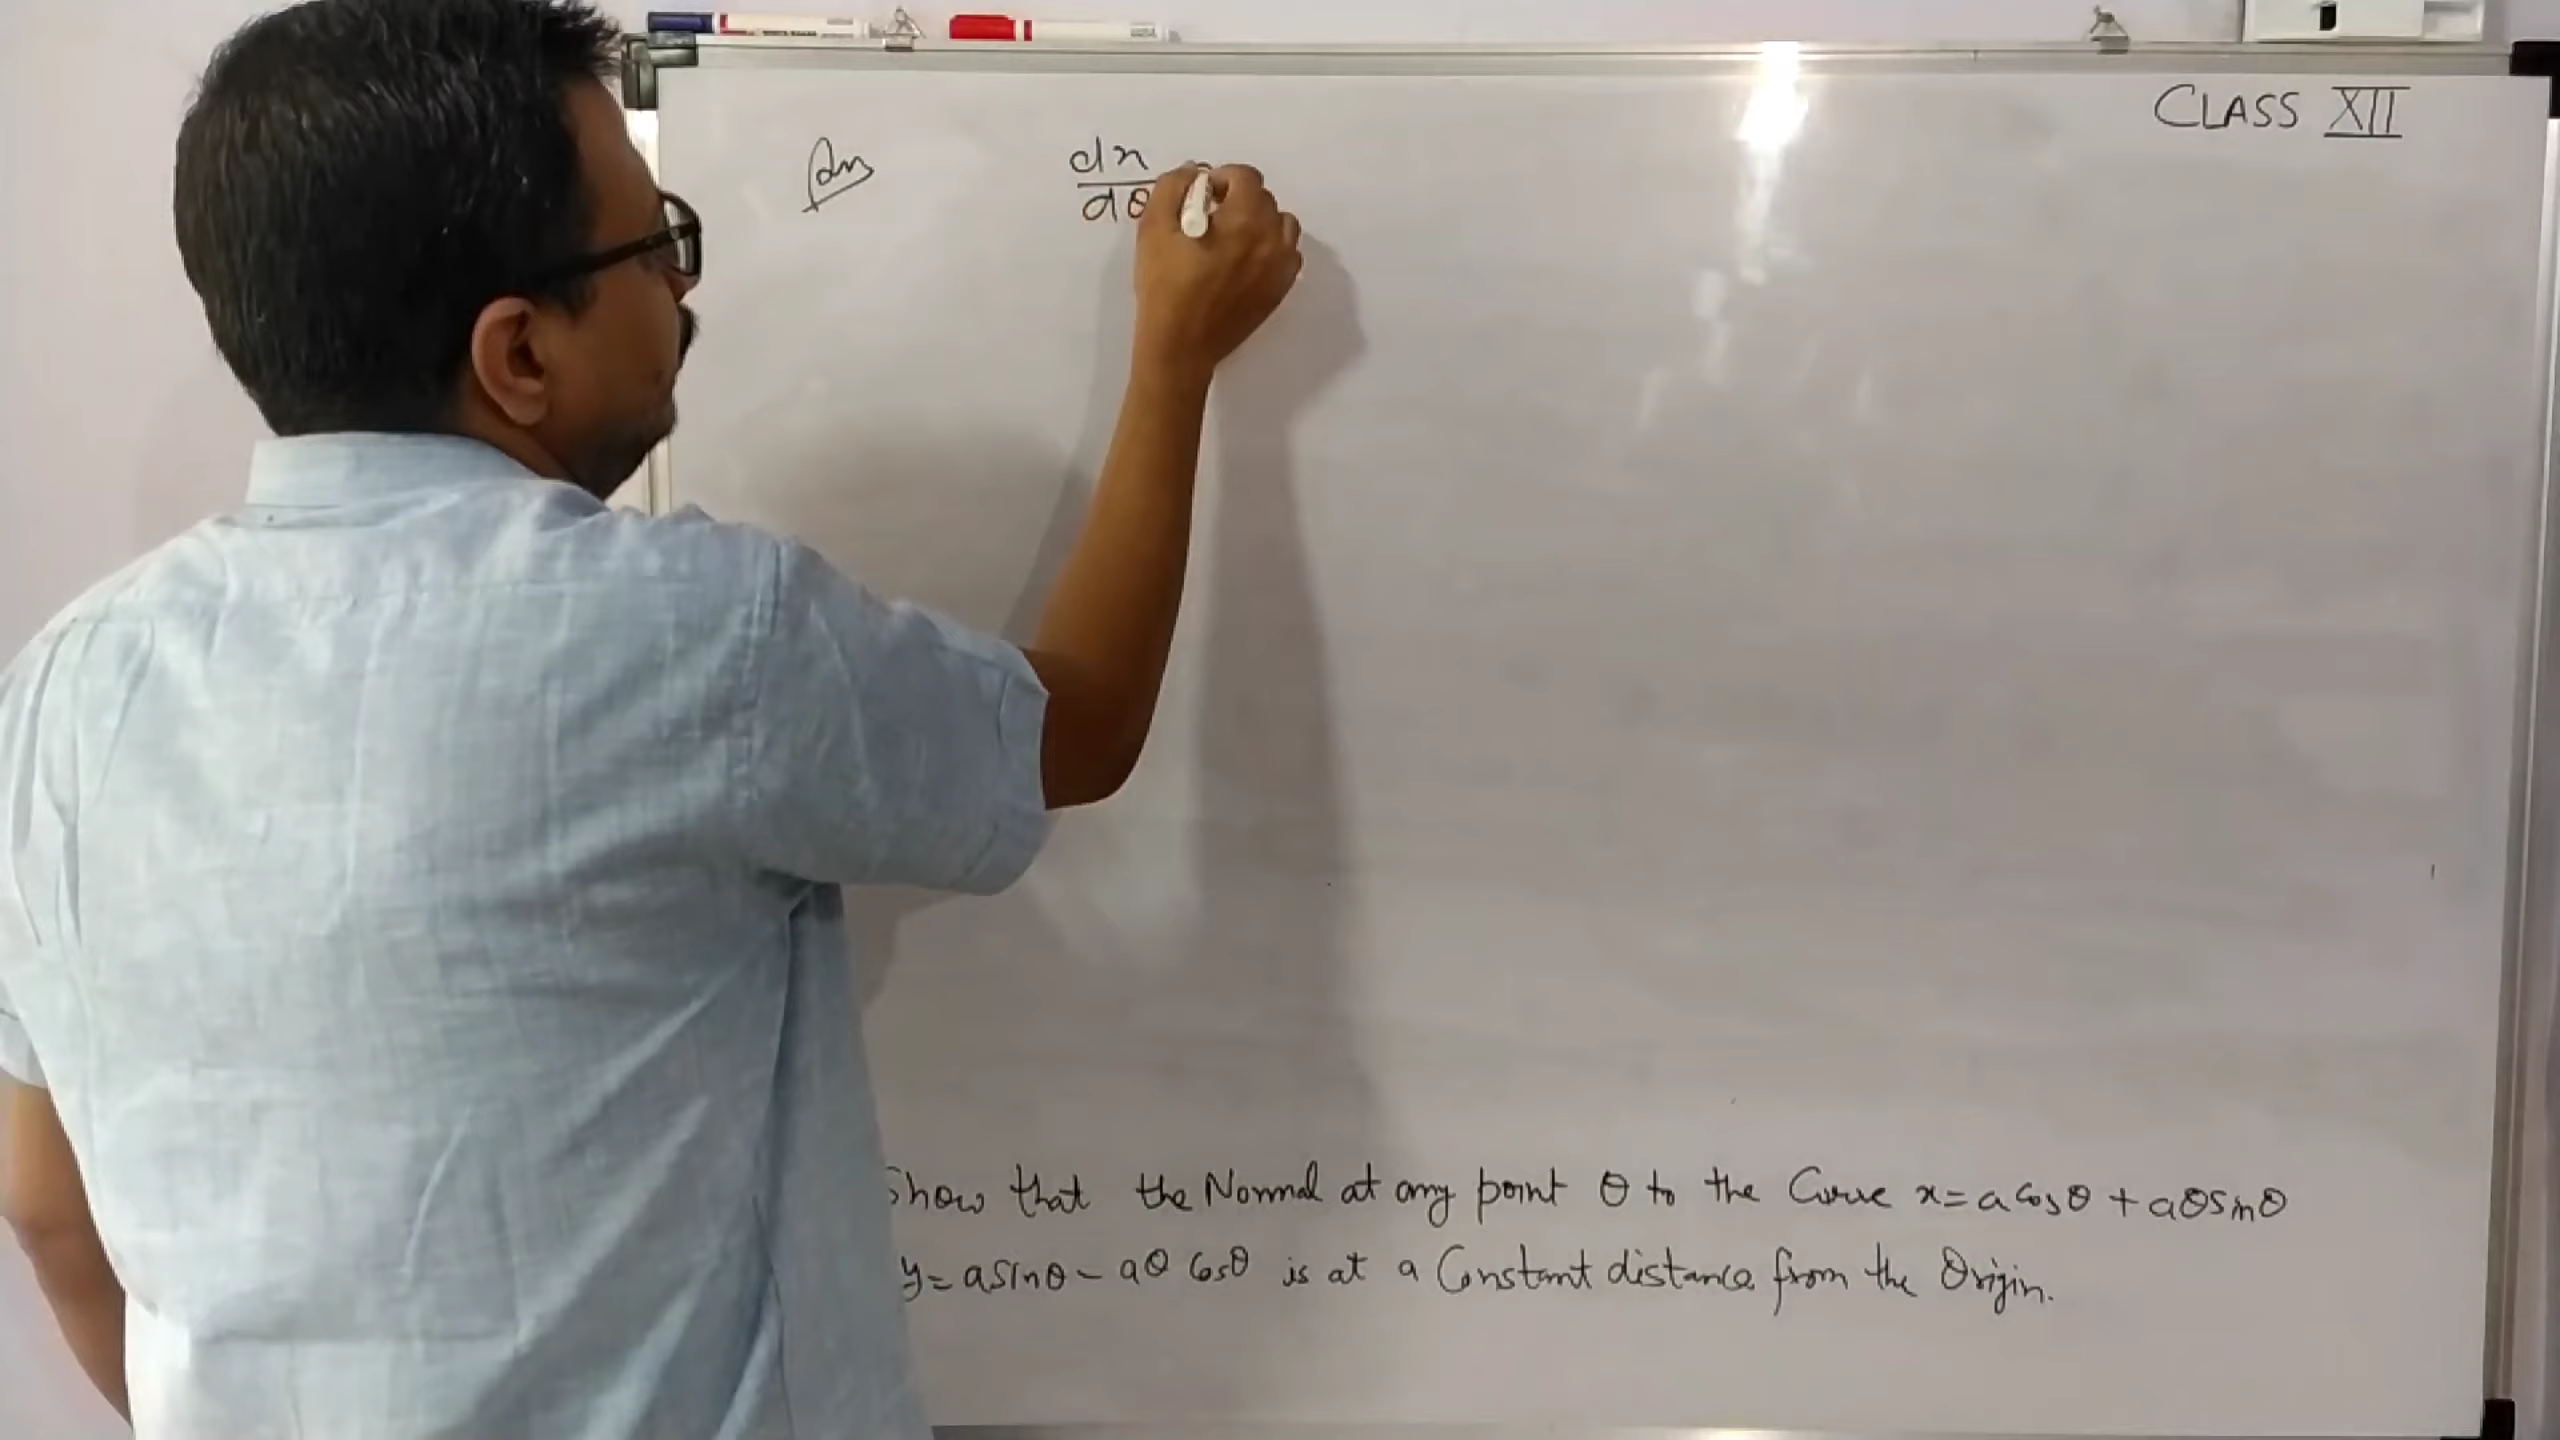 CLASS XII
Ans
dx
dθ
Show that the Normal at any point θ to the Curve x = a Cosθ + aθ Sinθ
y = a Sinθ - aθ Cosθ is at a Constant distance from the Origin.